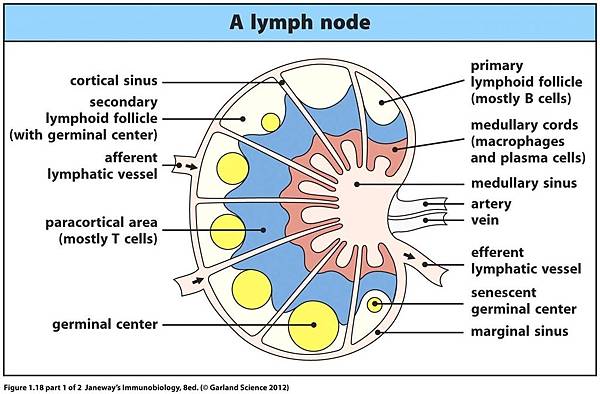 A lymph node
cortical sinus
secondary
lymphoid follicle
(with germinal center)
afferent
lymphatic vessel
paracortical area
(mostly T cells)
germinal center
primary
lymphoid follicle
(mostly B cells)
medullary cords
(macrophages
and plasma cells)
medullary sinus
artery
vein
efferent
lymphatic vessel
senescent
germinal center
marginal sinus
Figure 1.18 part 1 of 2 Janeway's Immunobiology, 8ed. (© Garland Science 2012)